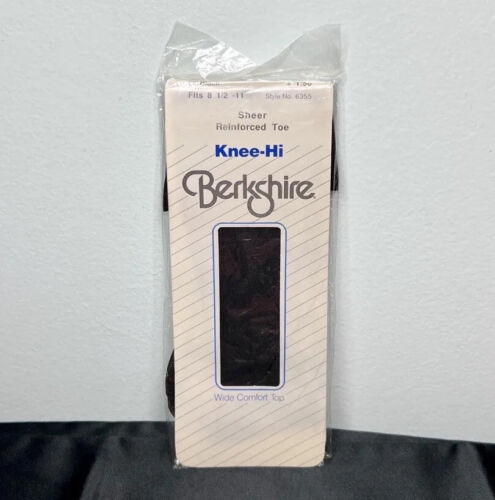 Fits 8 1/2 -11 Style No. 6355
Sheer
Reinforced Toe
Knee-Hi
Berkshire
Wide Comfort Top